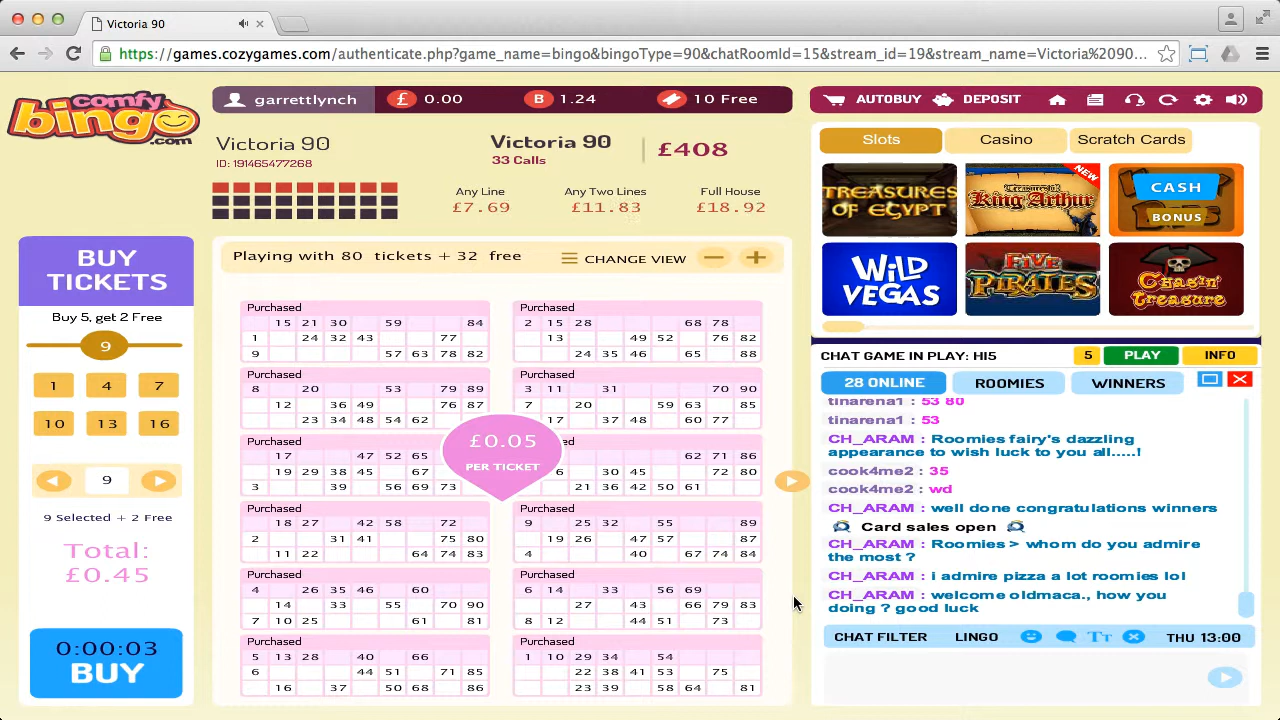 Victoria 90
https://games.cozygames.com/authenticate.php?game_name=bingo&bingoType=90&chatRoomId=15&stream_id=19&stream_name=Victoria%2090...
comfy
bingo
.com
garrettlynch £ 0.00 B 1.24 10 Free
Victoria 90
ID: 191465477268
Victoria 90
33 Calls
£408
Any Line Any Two Lines Full House
£7.69 £11.83 £18.92
AUTOBUY DEPOSIT
Slots Casino Scratch Cards
TREASURES
OF EGYPT
Treasures of
King Arthur
NEW
CASH
BONUS
WILD
VEGAS
FIVE
PIRATES
Chasin'
Treasure
BUY
TICKETS
Buy 5, get 2 Free
9
1 4 7
10 13 16
9
9 Selected + 2 Free
Total:
£0.45
0:00:03
BUY
Playing with 80 tickets + 32 free
CHANGE VIEW
Purchased
15 21 30 59 84
1 24 32 43 77
9 53 63 78 82
Purchased
2 15 28 68 78
13 49 52 76 82
24 35 46 65 88
Purchased
8 20 53 79 89
12 36 49 76 87
23 34 48 54 62
Purchased
3 11 31 70 90
7 20 59 63 85
17 37 48 60 77
Purchased
17 47 52 63
19 29 38 45 67
3 39 56 69 73
62 71 86
30 45 72 80
21 36 42 50 61
£0.05
PER TICKET
Purchased
18 27 42 58 72
2 31 41 75 80
11 22 64 74 83
Purchased
9 25 32 55 89
19 26 47 57 87
4 40 67 74 84
Purchased
4 26 35 46 60
14 33 55 70 90
7 10 25 61 81
Purchased
6 14 33 56 69
27 43 66 79 83
8 12 44 51 73
Purchased
5 13 28 40 66
6 44 51 71 85
16 37 50 68 86
Purchased
1 10 29 34 54
22 38 41 53 75
23 39 58 64 81
CHAT GAME IN PLAY: HI5 5 PLAY INFO
28 ONLINE ROOMIES WINNERS
tinarena1 : 53 80
tinarena1 : 53
CH_ARAM : Roomies fairy's dazzling
appearance to wish luck to you all.....!
cook4me2 : 35
cook4me2 : wd
CH_ARAM : well done congratulations winners
Card sales open
CH_ARAM : Roomies > whom do you admire
the most ?
CH_ARAM : i admire pizza a lot roomies lol
CH_ARAM : welcome oldmaca., how you
doing ? good luck
CHAT FILTER LINGO Tт THU 13:00